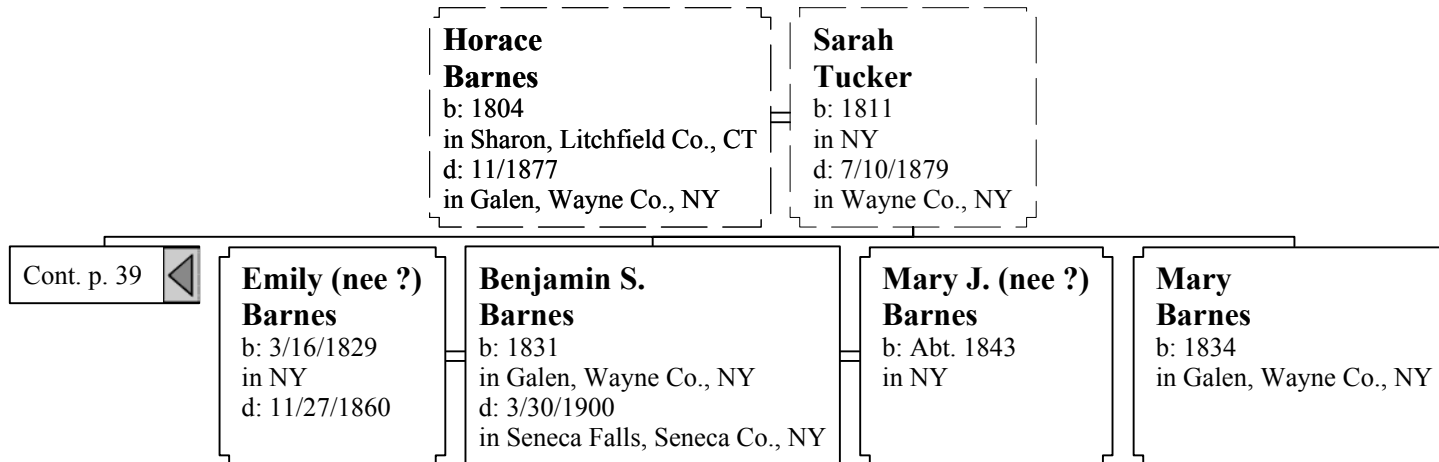 Horace
Barnes
b: 1804
in Sharon, Litchfield Co., CT
d: 11/1877
in Galen, Wayne Co., NY
Sarah
Tucker
b: 1811
in NY
d: 7/10/1879
in Wayne Co., NY
Cont. p. 39
Emily (nee ?)
Barnes
b: 3/16/1829
in NY
d: 11/27/1860
Benjamin S.
Barnes
b: 1831
in Galen, Wayne Co., NY
d: 3/30/1900
in Seneca Falls, Seneca Co., NY
Mary J. (nee ?)
Barnes
b: Abt. 1843
in NY
Mary
Barnes
b: 1834
in Galen, Wayne Co., NY